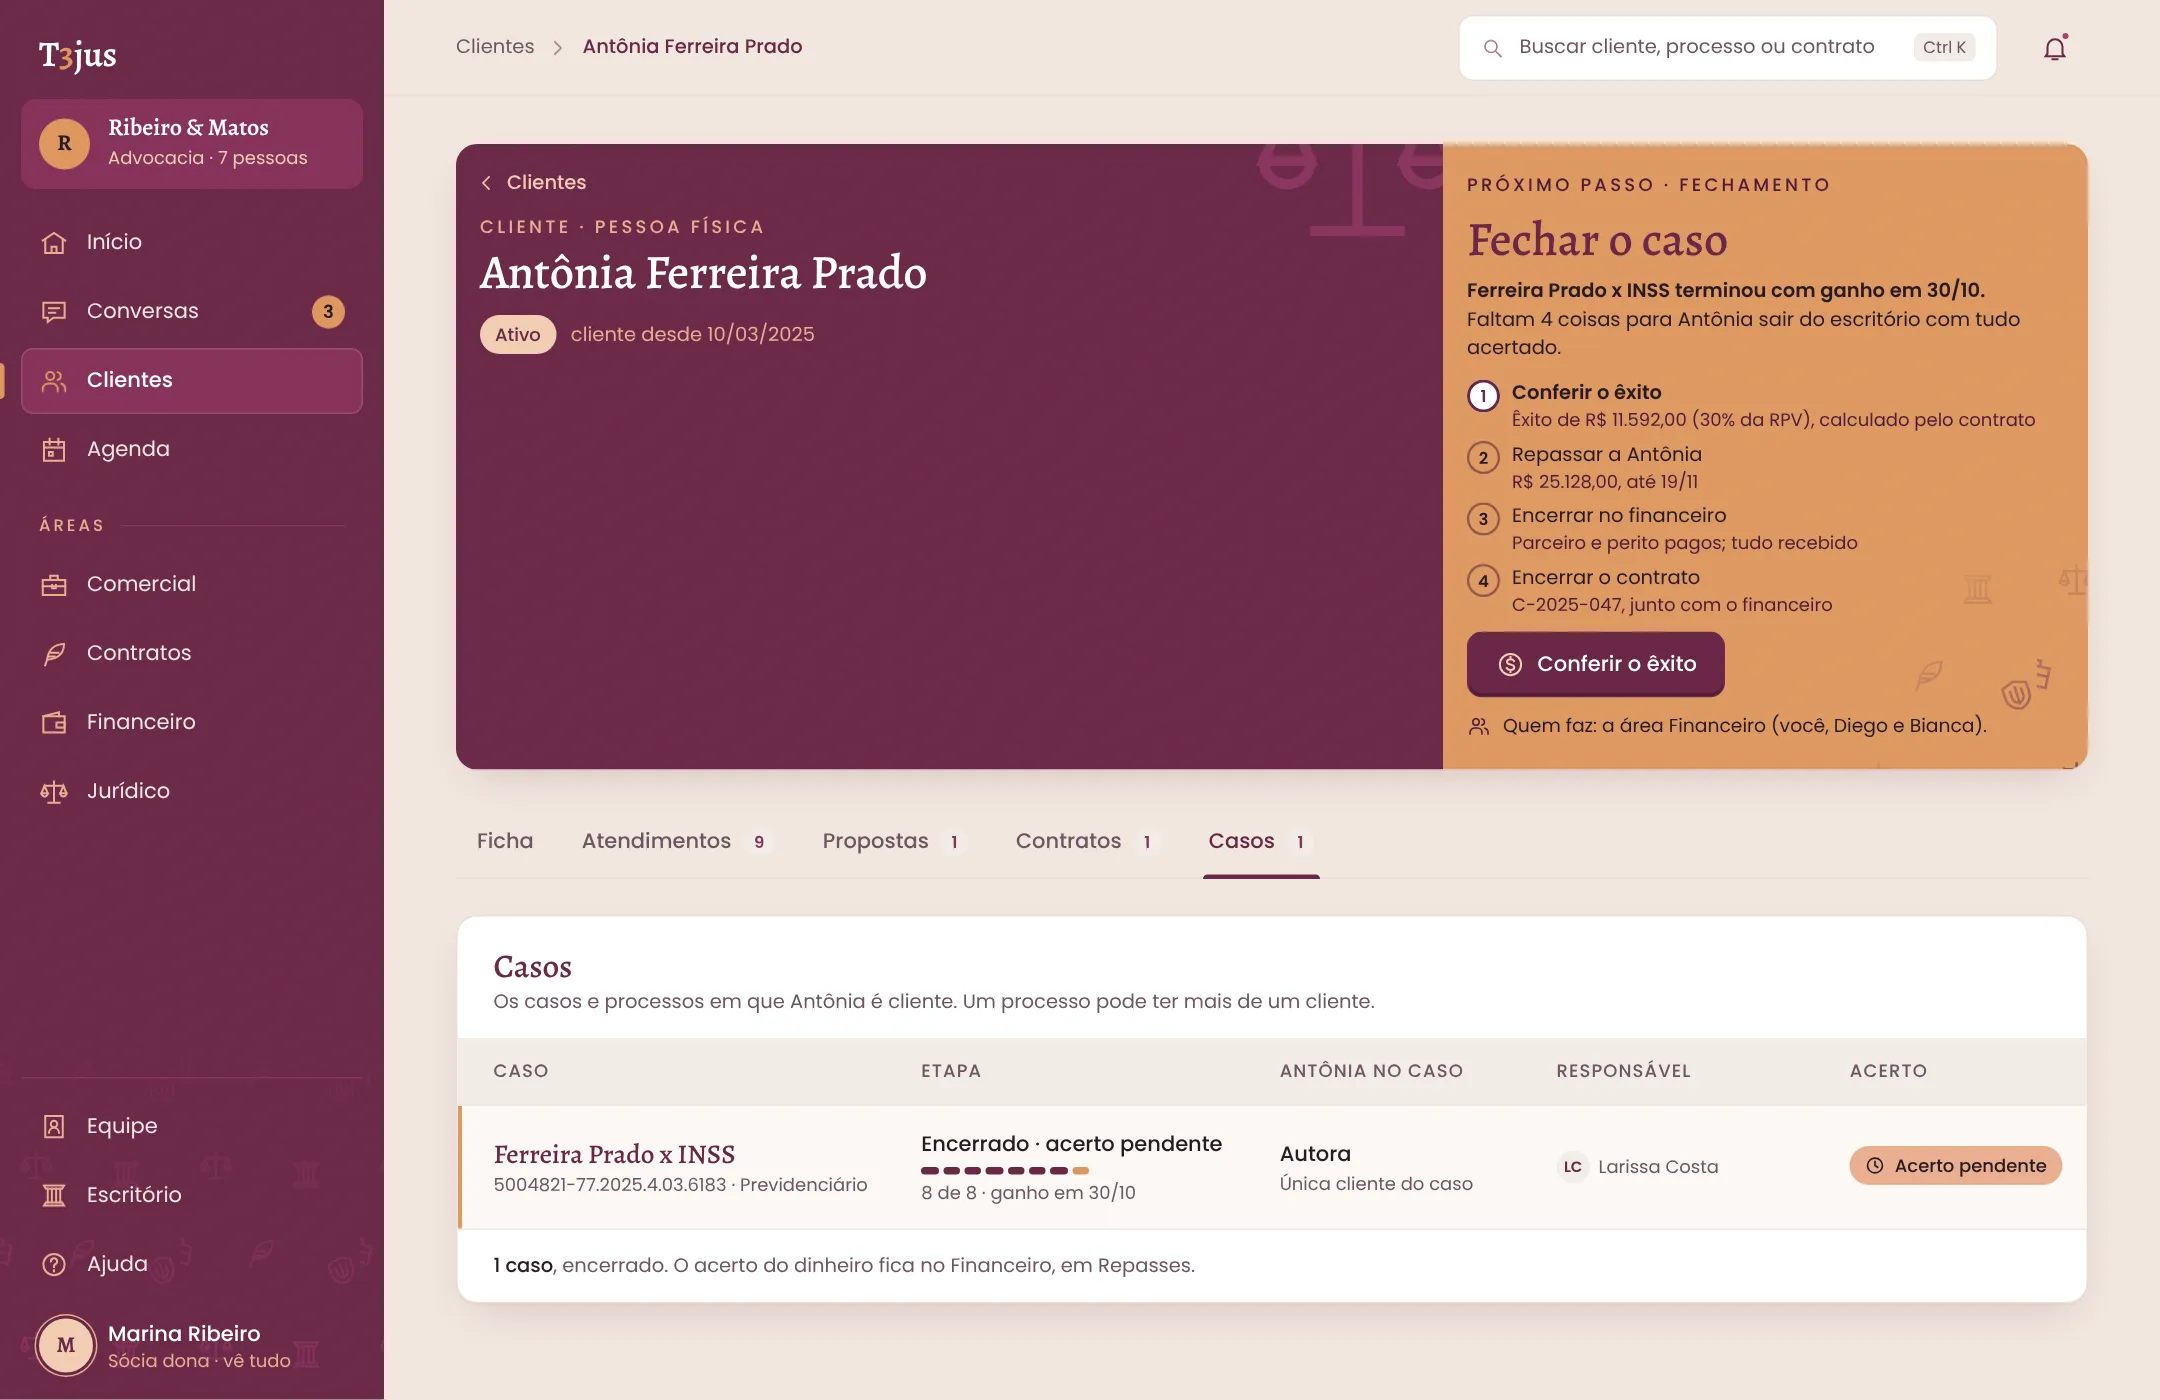 T3jus
R
Ribeiro & Matos
Advocacia · 7 pessoas
Início
Conversas 3
Clientes
Agenda
ÁREAS
Comercial
Contratos
Financeiro
Jurídico
Equipe
Escritório
Ajuda
M
Marina Ribeiro
Sócia dona · vê tudo
Clientes > Antônia Ferreira Prado
Buscar cliente, processo ou contrato Ctrl K
Clientes
CLIENTE · PESSOA FÍSICA
Antônia Ferreira Prado
Ativo cliente desde 10/03/2025
PRÓXIMO PASSO · FECHAMENTO
Fechar o caso
Ferreira Prado x INSS terminou com ganho em 30/10.
Faltam 4 coisas para Antônia sair do escritório com tudo
acertado.
1 Conferir o êxito
Êxito de R$ 11.592,00 (30% da RPV), calculado pelo contrato
2 Repassar a Antônia
R$ 25.128,00, até 19/11
3 Encerrar no financeiro
Parceiro e perito pagos; tudo recebido
4 Encerrar o contrato
C-2025-047, junto com o financeiro
Conferir o êxito
Quem faz: a área Financeiro (você, Diego e Bianca).
Ficha Atendimentos 9 Propostas 1 Contratos 1 Casos 1
Casos
Os casos e processos em que Antônia é cliente. Um processo pode ter mais de um cliente.
CASO ETAPA ANTÔNIA NO CASO RESPONSÁVEL ACERTO
Ferreira Prado x INSS
5004821-77.2025.4.03.6183 · Previdenciário
Encerrado · acerto pendente
8 de 8 · ganho em 30/10
Autora
Única cliente do caso
LC Larissa Costa
Acerto pendente
1 caso, encerrado. O acerto do dinheiro fica no Financeiro, em Repasses.